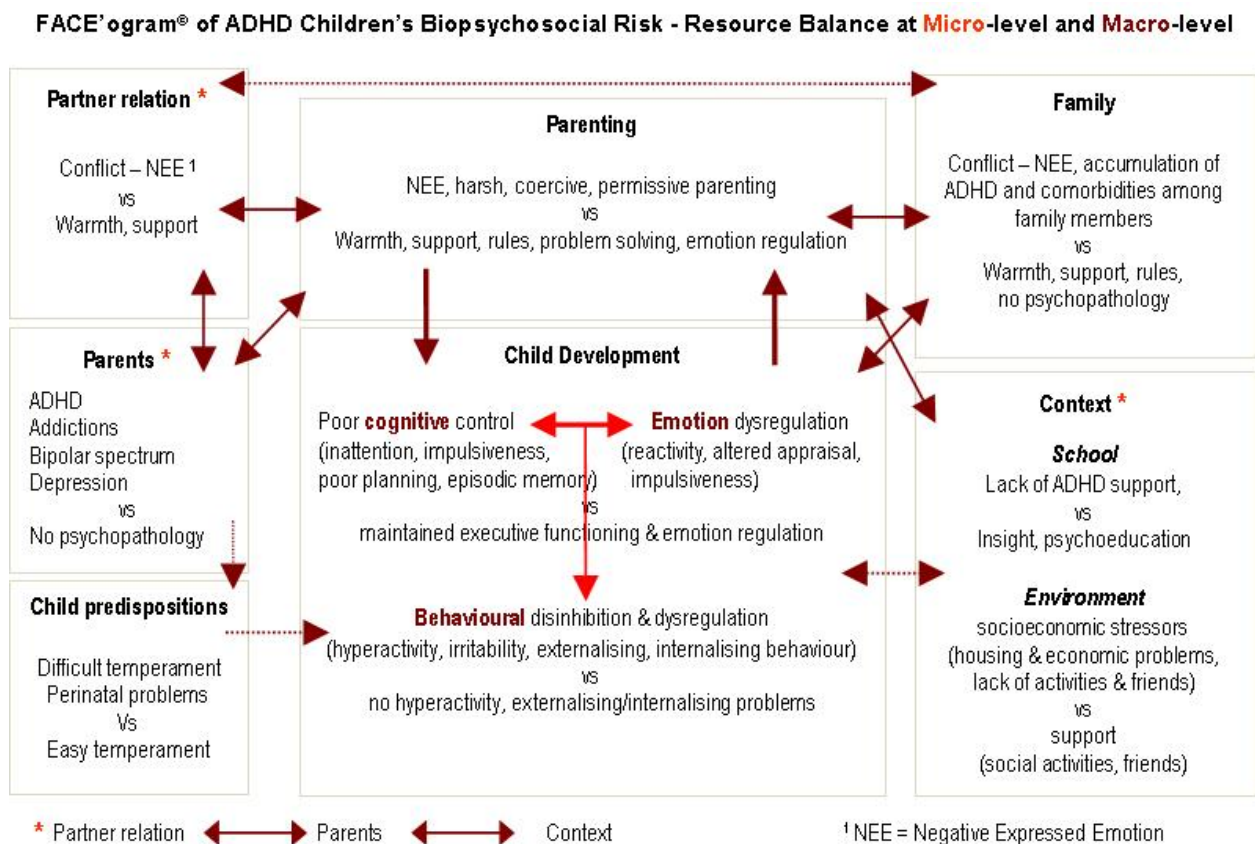 FACE'ogram® of ADHD Children's Biopsychosocial Risk - Resource Balance at Micro-level and Macro-level
Partner relation *
Conflict – NEE ¹
vs
Warmth, support
Parenting
NEE, harsh, coercive, permissive parenting
vs
Warmth, support, rules, problem solving, emotion regulation
Family
Conflict – NEE, accumulation of
ADHD and comorbidities among
family members
vs
Warmth, support, rules,
no psychopathology
Parents *
ADHD
Addictions
Bipolar spectrum
Depression
vs
No psychopathology
Child Development
Poor cognitive control
(inattention, impulsiveness,
poor planning, episodic memory)
Emotion dysregulation
(reactivity, altered appraisal,
impulsiveness)
vs
maintained executive functioning & emotion regulation
Behavioural disinhibition & dysregulation
(hyperactivity, irritability, externalising, internalising behaviour)
vs
no hyperactivity, externalising/internalising problems
Context *
School
Lack of ADHD support,
vs
Insight, psychoeducation
Environment
socioeconomic stressors
(housing & economic problems,
lack of activities & friends)
vs
support
(social activities, friends)
Child predispositions
Difficult temperament
Perinatal problems
Vs
Easy temperament
* Partner relation Parents Context
¹ NEE = Negative Expressed Emotion